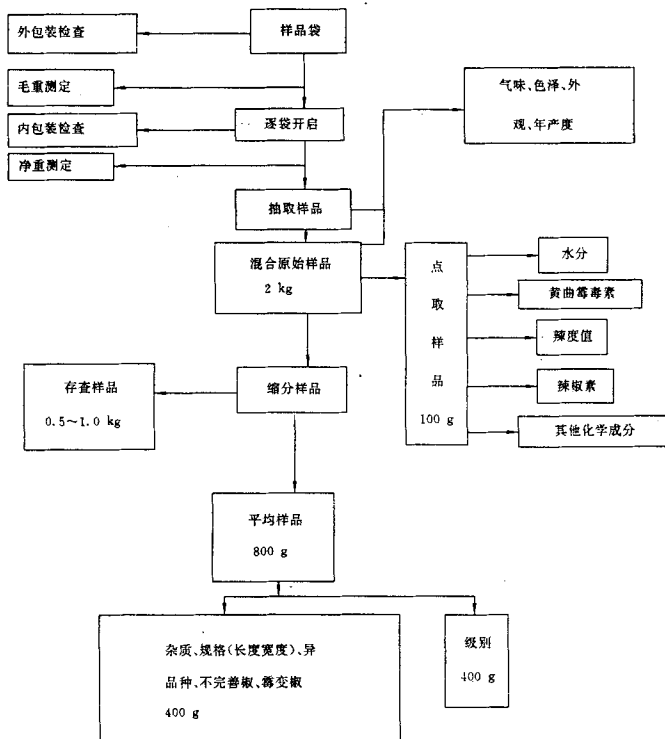 外包装检查
样品袋
毛重测定
逐袋开启
内包装检查
净重测定
气味、色泽、外
观、年产度
抽取样品
混合原始样品
2 kg
点
取
样
品
100 g
水分
黄曲霉毒素
辣度值
辣椒素
其他化学成分
存查样品
0.5～1.0 kg
缩分样品
平均样品
800 g
杂质、规格(长度宽度)、异
品种、不完善椒、霉变椒
400 g
级别
400 g